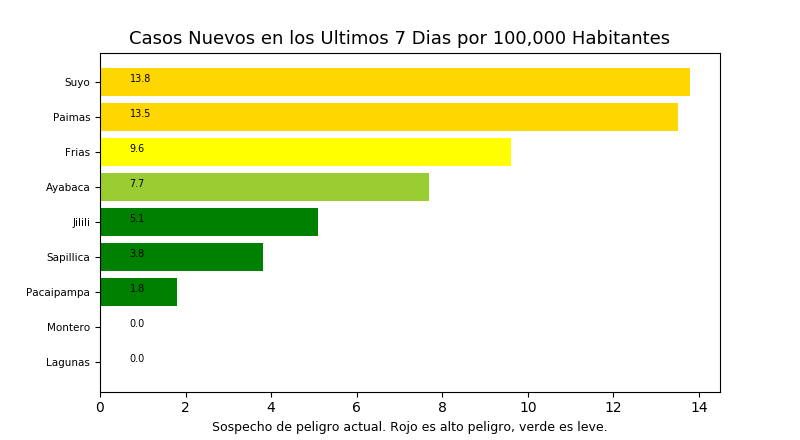 Casos Nuevos en los Ultimos 7 Dias por 100,000 Habitantes
Suyo 13.8
Paimas 13.5
Frias 9.6
Ayabaca 7.7
Jilili 5.1
Sapillica 3.8
Pacaipampa 1.8
Montero 0.0
Lagunas 0.0
0 2 4 6 8 10 12 14
Sospecho de peligro actual. Rojo es alto peligro, verde es leve.